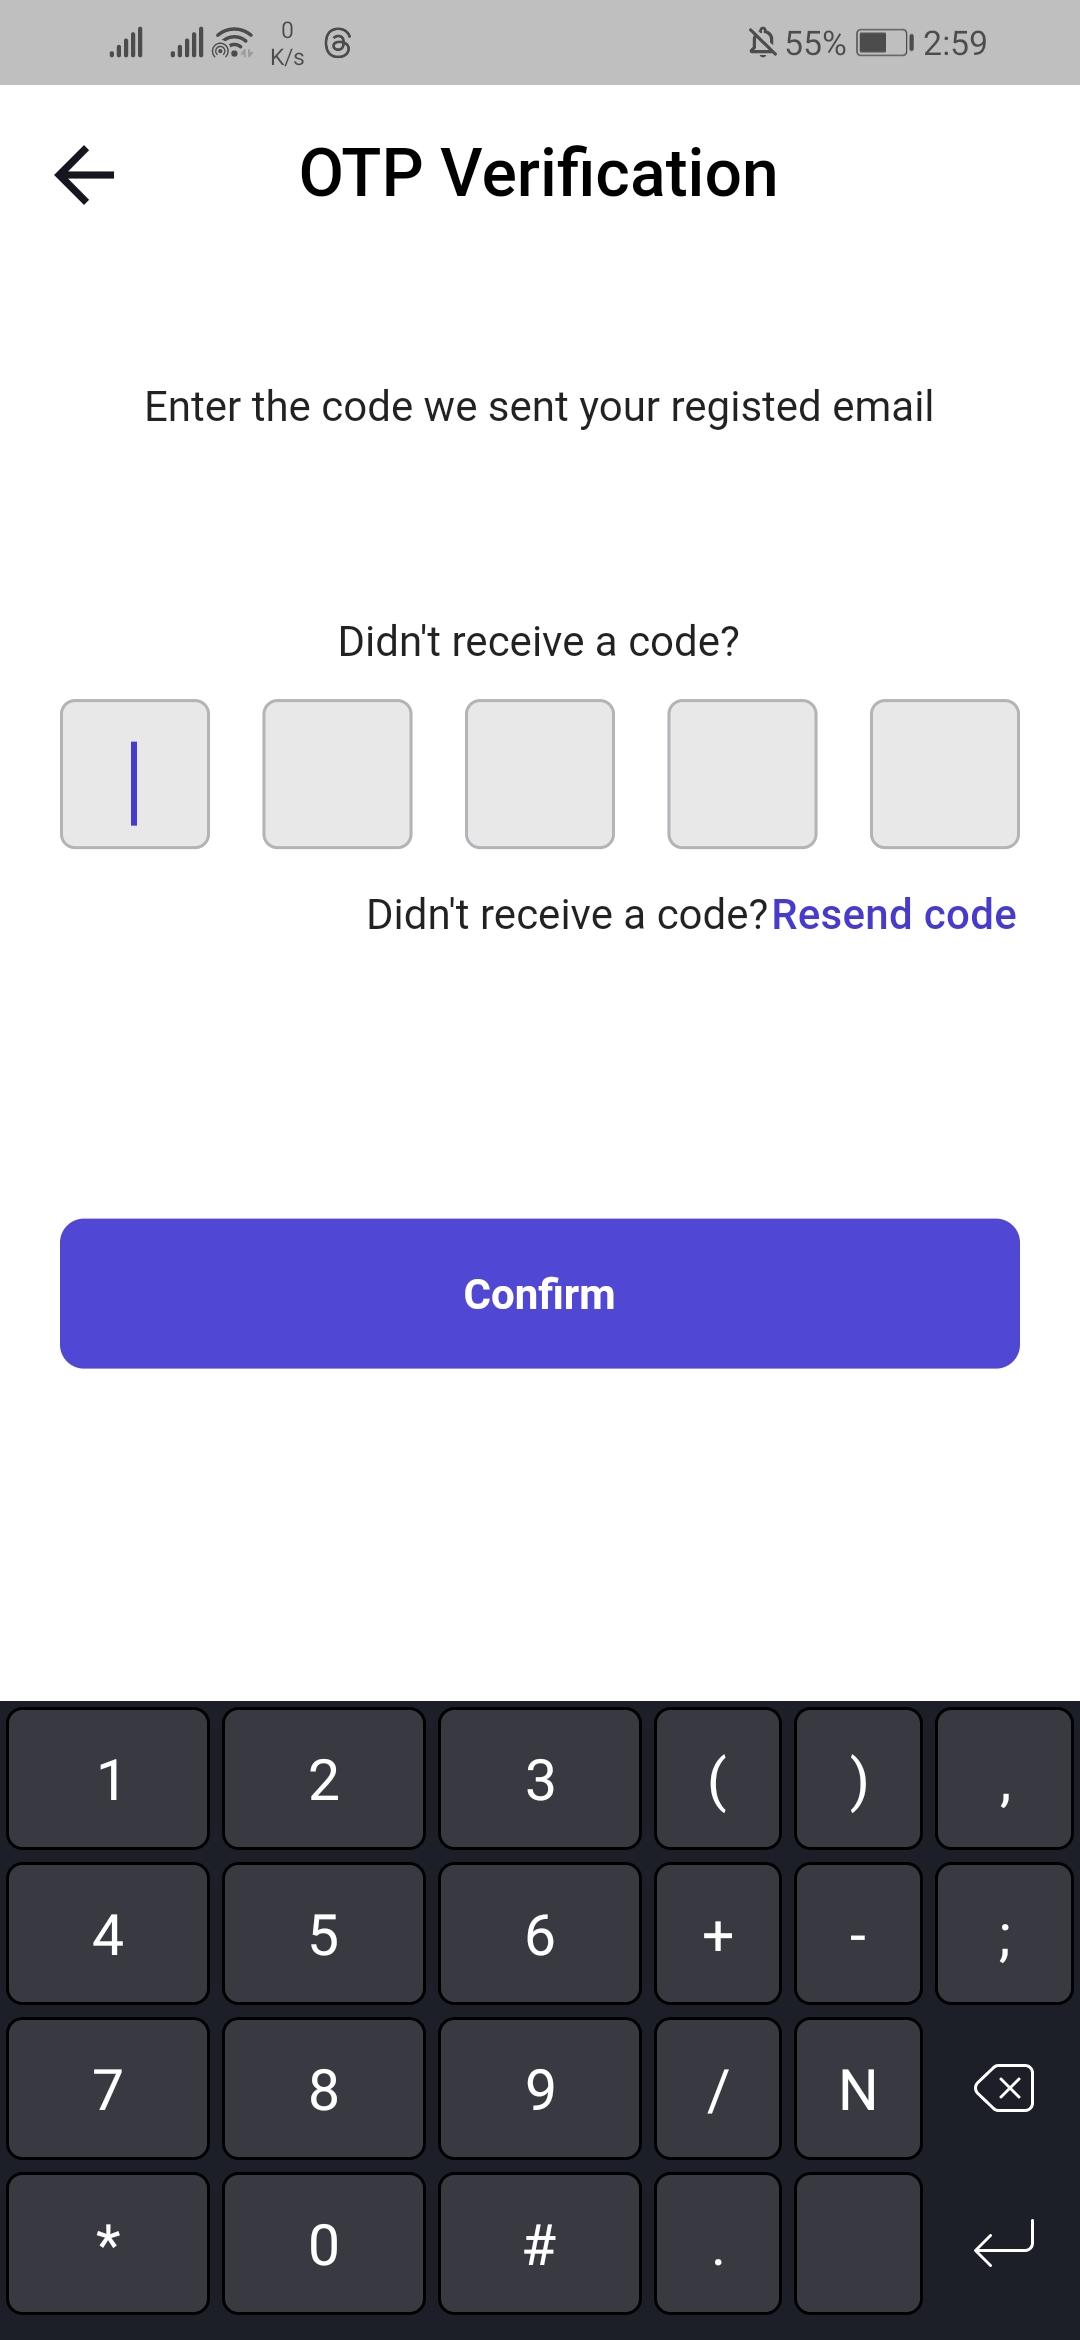 0
K/s
55%
2:59
OTP Verification
Enter the code we sent your registed email
Didn't receive a code?
Didn't receive a code? Resend code
Confirm
1 2 3 ( ) ,
4 5 6 + - ;
7 8 9 / N
* 0 # .